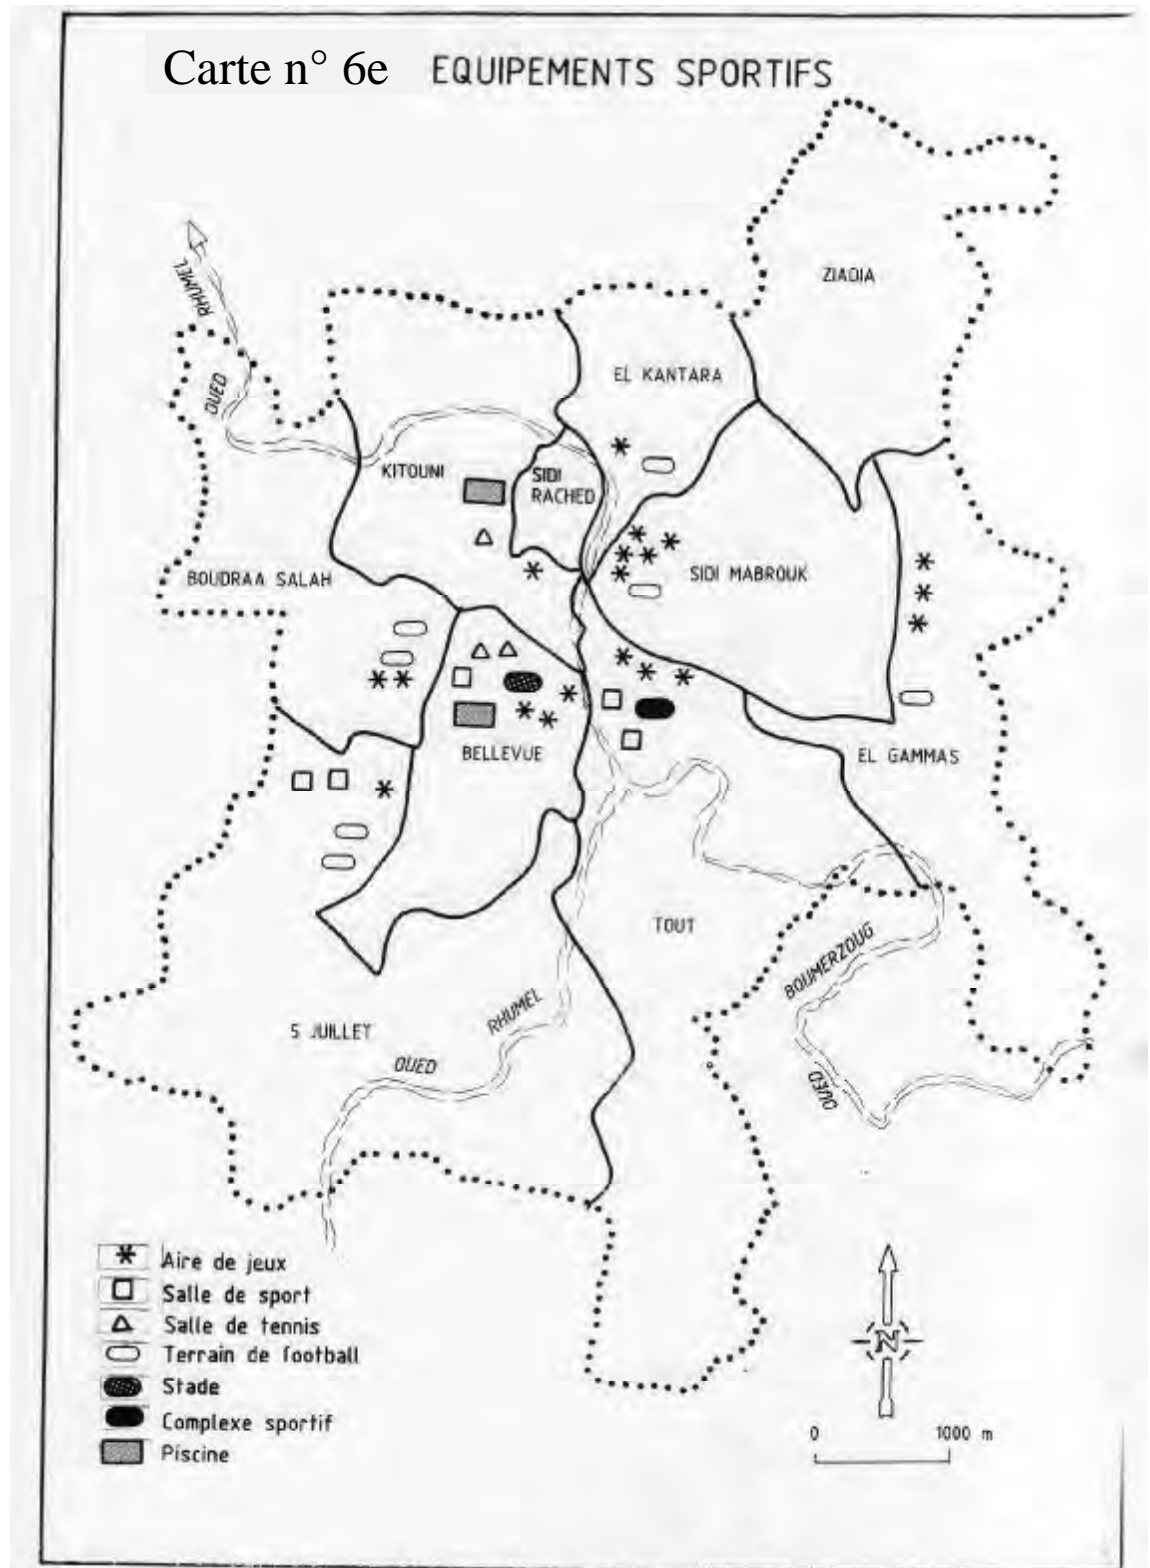 Carte n° 6e EQUIPEMENTS SPORTIFS
ZIADIA
RHUMEL
OUED
EL KANTARA
KITOUNI
SIDI
RACHED
BOUDRAA SALAH
SIDI MABROUK
BELLEVUE
EL GAMMAS
TOUT
BOUMERZOUG
OUED
5 JUILLET
RHUMEL
OUED
Aire de jeux
Salle de sport
Salle de tennis
Terrain de football
Stade
Complexe sportif
Piscine
N
0 1000 m